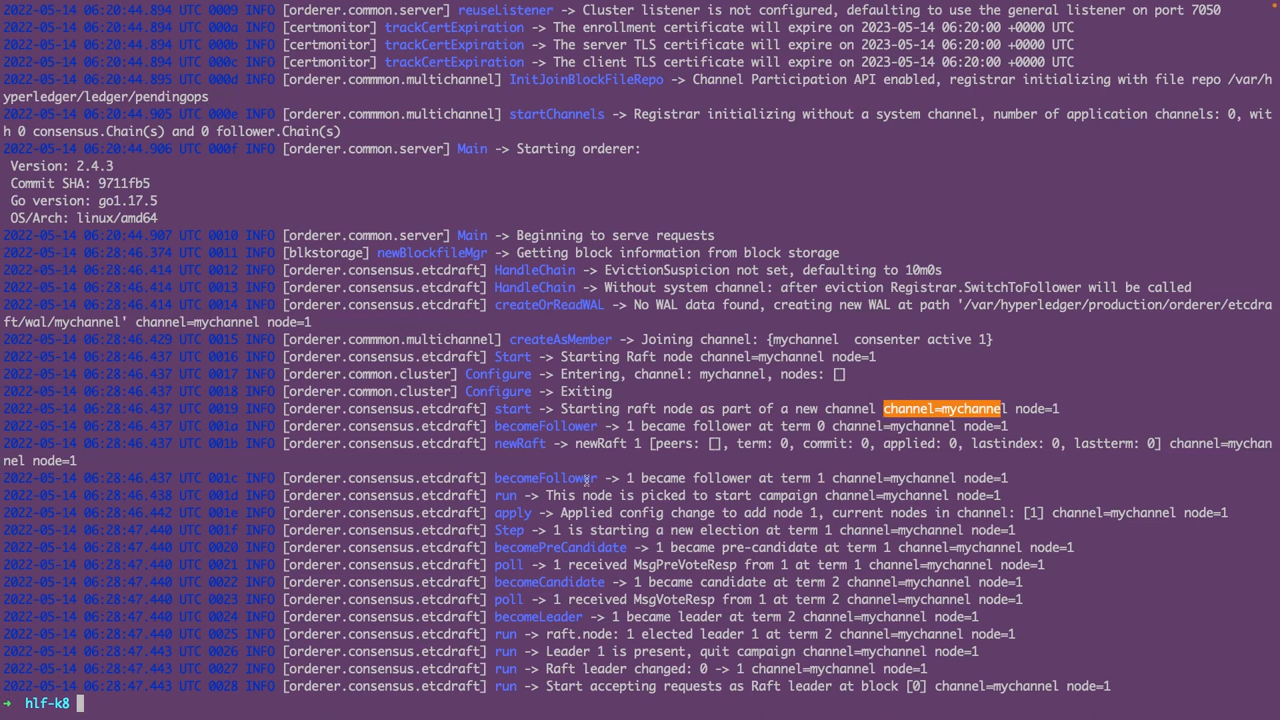 2022-05-14 06:20:44.894 UTC 0009 INFO [orderer.common.server] reuseListener -> Cluster listener is not configured, defaulting to use the general listener on port 7050
2022-05-14 06:20:44.894 UTC 000a INFO [certmonitor] trackCertExpiration -> The enrollment certificate will expire on 2023-05-14 06:20:00 +0000 UTC
2022-05-14 06:20:44.894 UTC 000b INFO [certmonitor] trackCertExpiration -> The server TLS certificate will expire on 2023-05-14 06:20:00 +0000 UTC
2022-05-14 06:20:44.894 UTC 000c INFO [certmonitor] trackCertExpiration -> The client TLS certificate will expire on 2023-05-14 06:20:00 +0000 UTC
2022-05-14 06:20:44.895 UTC 000d INFO [orderer.commmon.multichannel] InitJoinBlockFileRepo -> Channel Participation API enabled, registrar initializing with file repo /var/h
yperledger/ledger/pendingops
2022-05-14 06:20:44.905 UTC 000e INFO [orderer.commmon.multichannel] startChannels -> Registrar initializing without a system channel, number of application channels: 0, wit
h 0 consensus.Chain(s) and 0 follower.Chain(s)
2022-05-14 06:20:44.906 UTC 000f INFO [orderer.common.server] Main -> Starting orderer:
Version: 2.4.3
Commit SHA: 9711fb5
Go version: go1.17.5
OS/Arch: linux/amd64
2022-05-14 06:20:44.907 UTC 0010 INFO [orderer.common.server] Main -> Beginning to serve requests
2022-05-14 06:28:46.374 UTC 0011 INFO [blkstorage] newBlockfileMgr -> Getting block information from block storage
2022-05-14 06:28:46.414 UTC 0012 INFO [orderer.consensus.etcdraft] HandleChain -> EvictionSuspicion not set, defaulting to 10m0s
2022-05-14 06:28:46.414 UTC 0013 INFO [orderer.consensus.etcdraft] HandleChain -> Without system channel: after eviction Registrar.SwitchToFollower will be called
2022-05-14 06:28:46.414 UTC 0014 INFO [orderer.consensus.etcdraft] createOrReadWAL -> No WAL data found, creating new WAL at path '/var/hyperledger/production/orderer/etcdra
ft/wal/mychannel' channel=mychannel node=1
2022-05-14 06:28:46.429 UTC 0015 INFO [orderer.commmon.multichannel] createAsMember -> Joining channel: {mychannel  consenter active 1}
2022-05-14 06:28:46.437 UTC 0016 INFO [orderer.consensus.etcdraft] Start -> Starting Raft node channel=mychannel node=1
2022-05-14 06:28:46.437 UTC 0017 INFO [orderer.common.cluster] Configure -> Entering, channel: mychannel, nodes: []
2022-05-14 06:28:46.437 UTC 0018 INFO [orderer.common.cluster] Configure -> Exiting
2022-05-14 06:28:46.437 UTC 0019 INFO [orderer.consensus.etcdraft] start -> Starting raft node as part of a new channel channel=mychannel node=1
2022-05-14 06:28:46.437 UTC 001a INFO [orderer.consensus.etcdraft] becomeFollower -> 1 became follower at term 0 channel=mychannel node=1
2022-05-14 06:28:46.437 UTC 001b INFO [orderer.consensus.etcdraft] newRaft -> newRaft 1 [peers: [], term: 0, commit: 0, applied: 0, lastindex: 0, lastterm: 0] channel=mychan
nel node=1
2022-05-14 06:28:46.437 UTC 001c INFO [orderer.consensus.etcdraft] becomeFollower -> 1 became follower at term 1 channel=mychannel node=1
2022-05-14 06:28:46.438 UTC 001d INFO [orderer.consensus.etcdraft] run -> This node is picked to start campaign channel=mychannel node=1
2022-05-14 06:28:46.442 UTC 001e INFO [orderer.consensus.etcdraft] apply -> Applied config change to add node 1, current nodes in channel: [1] channel=mychannel node=1
2022-05-14 06:28:47.440 UTC 001f INFO [orderer.consensus.etcdraft] Step -> 1 is starting a new election at term 1 channel=mychannel node=1
2022-05-14 06:28:47.440 UTC 0020 INFO [orderer.consensus.etcdraft] becomePreCandidate -> 1 became pre-candidate at term 1 channel=mychannel node=1
2022-05-14 06:28:47.440 UTC 0021 INFO [orderer.consensus.etcdraft] poll -> 1 received MsgPreVoteResp from 1 at term 1 channel=mychannel node=1
2022-05-14 06:28:47.440 UTC 0022 INFO [orderer.consensus.etcdraft] becomeCandidate -> 1 became candidate at term 2 channel=mychannel node=1
2022-05-14 06:28:47.440 UTC 0023 INFO [orderer.consensus.etcdraft] poll -> 1 received MsgVoteResp from 1 at term 2 channel=mychannel node=1
2022-05-14 06:28:47.440 UTC 0024 INFO [orderer.consensus.etcdraft] becomeLeader -> 1 became leader at term 2 channel=mychannel node=1
2022-05-14 06:28:47.440 UTC 0025 INFO [orderer.consensus.etcdraft] run -> raft.node: 1 elected leader 1 at term 2 channel=mychannel node=1
2022-05-14 06:28:47.443 UTC 0026 INFO [orderer.consensus.etcdraft] run -> Leader 1 is present, quit campaign channel=mychannel node=1
2022-05-14 06:28:47.443 UTC 0027 INFO [orderer.consensus.etcdraft] run -> Raft leader changed: 0 -> 1 channel=mychannel node=1
2022-05-14 06:28:47.443 UTC 0028 INFO [orderer.consensus.etcdraft] run -> Start accepting requests as Raft leader at block [0] channel=mychannel node=1
➜ hlf-k8